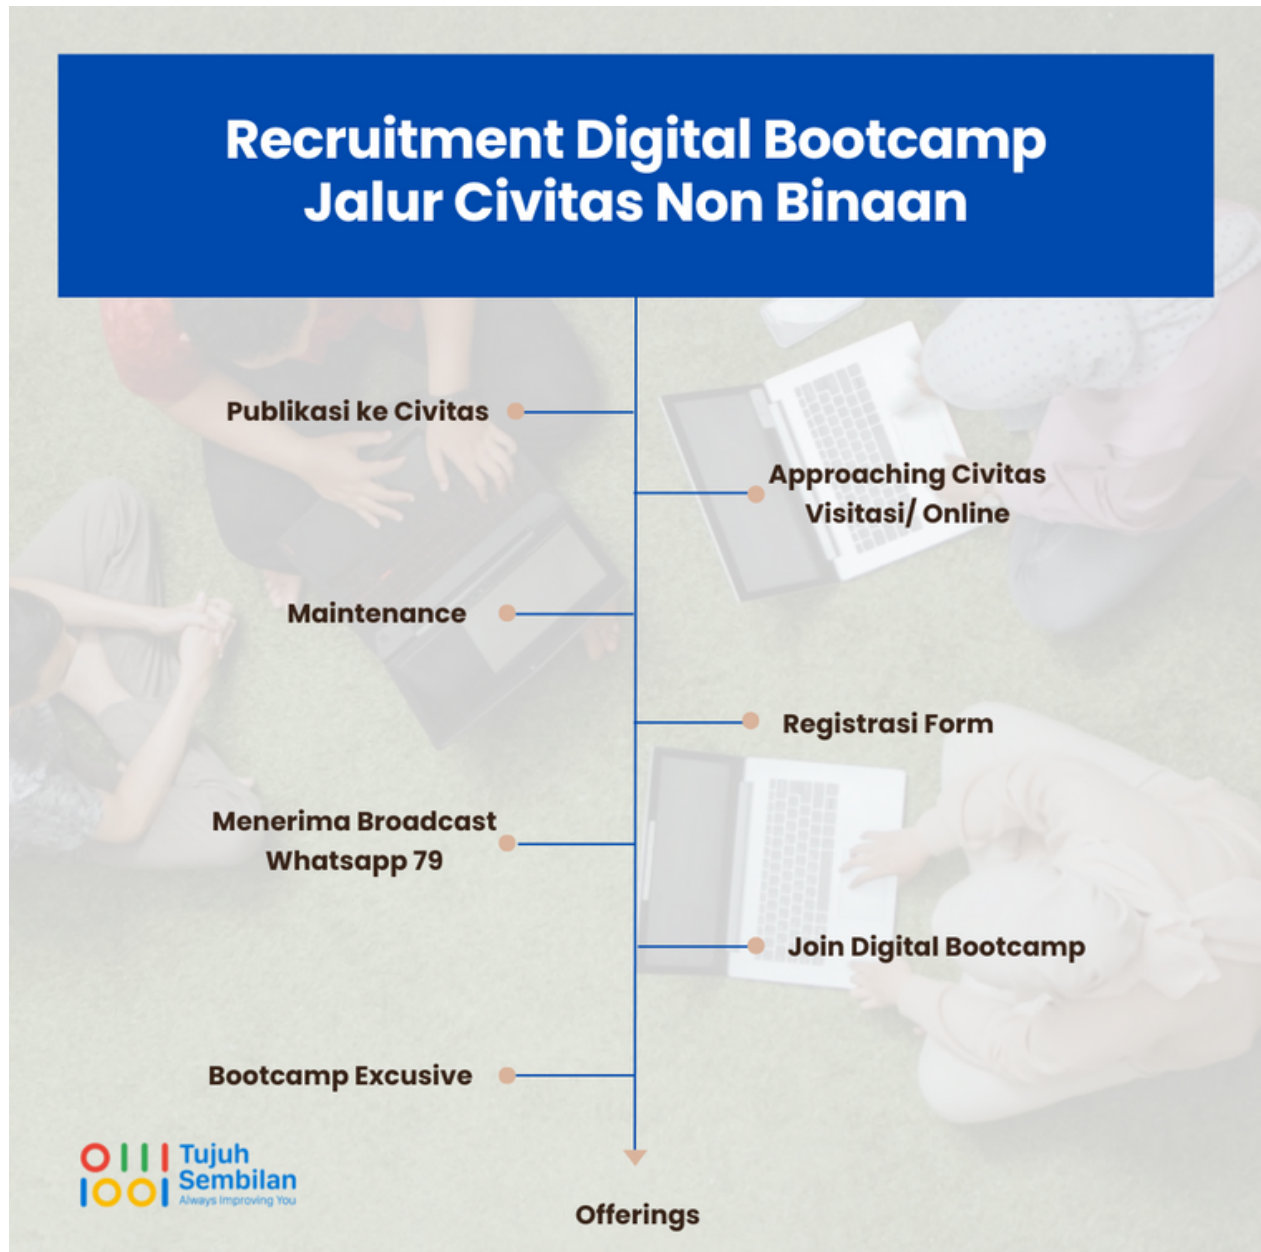 Recruitment Digital Bootcamp
Jalur Civitas Non Binaan
Publikasi ke Civitas
Approaching Civitas
Visitasi/ Online
Maintenance
Registrasi Form
Menerima Broadcast
Whatsapp 79
Join Digital Bootcamp
Bootcamp Excusive
Tujuh
Sembilan
Always Improving You
Offerings